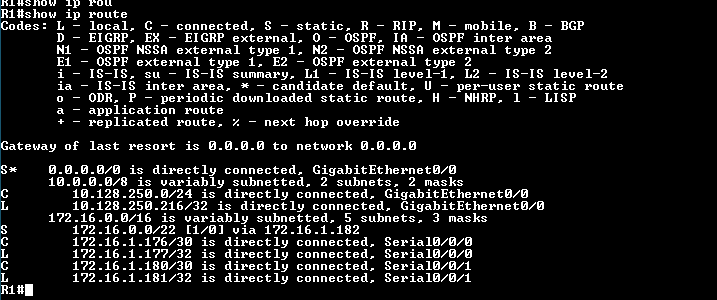 R1#show ip rou
R1#show ip route
Codes: L - local, C - connected, S - static, R - RIP, M - mobile, B - BGP
D - EIGRP, EX - EIGRP external, O - OSPF, IA - OSPF inter area
N1 - OSPF NSSA external type 1, N2 - OSPF NSSA external type 2
E1 - OSPF external type 1, E2 - OSPF external type 2
i - IS-IS, su - IS-IS summary, L1 - IS-IS level-1, L2 - IS-IS level-2
ia - IS-IS inter area, * - candidate default, U - per-user static route
o - ODR, P - periodic downloaded static route, H - NHRP, l - LISP
a - application route
+ - replicated route, % - next hop override
Gateway of last resort is 0.0.0.0 to network 0.0.0.0
S* 0.0.0.0/0 is directly connected, GigabitEthernet0/0
10.0.0.0/8 is variably subnetted, 2 subnets, 2 masks
C 10.128.250.0/24 is directly connected, GigabitEthernet0/0
L 10.128.250.216/32 is directly connected, GigabitEthernet0/0
172.16.0.0/16 is variably subnetted, 5 subnets, 3 masks
S 172.16.0.0/22 [1/0] via 172.16.1.182
C 172.16.1.176/30 is directly connected, Serial0/0/0
L 172.16.1.177/32 is directly connected, Serial0/0/0
C 172.16.1.180/30 is directly connected, Serial0/0/1
L 172.16.1.181/32 is directly connected, Serial0/0/1
R1#